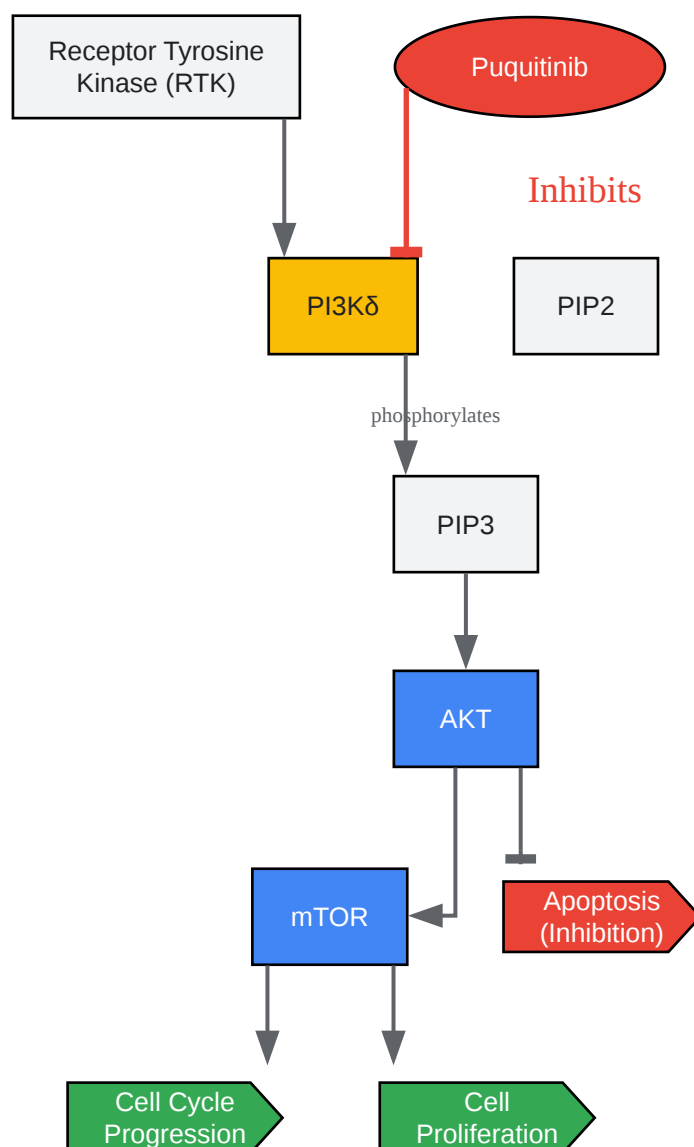 Receptor Tyrosine
Kinase (RTK)
Puquitinib
Inhibits
PI3Kδ
PIP2
phosphorylates
PIP3
AKT
mTOR
Apoptosis
(Inhibition)
Cell Cycle
Progression
Cell
Proliferation